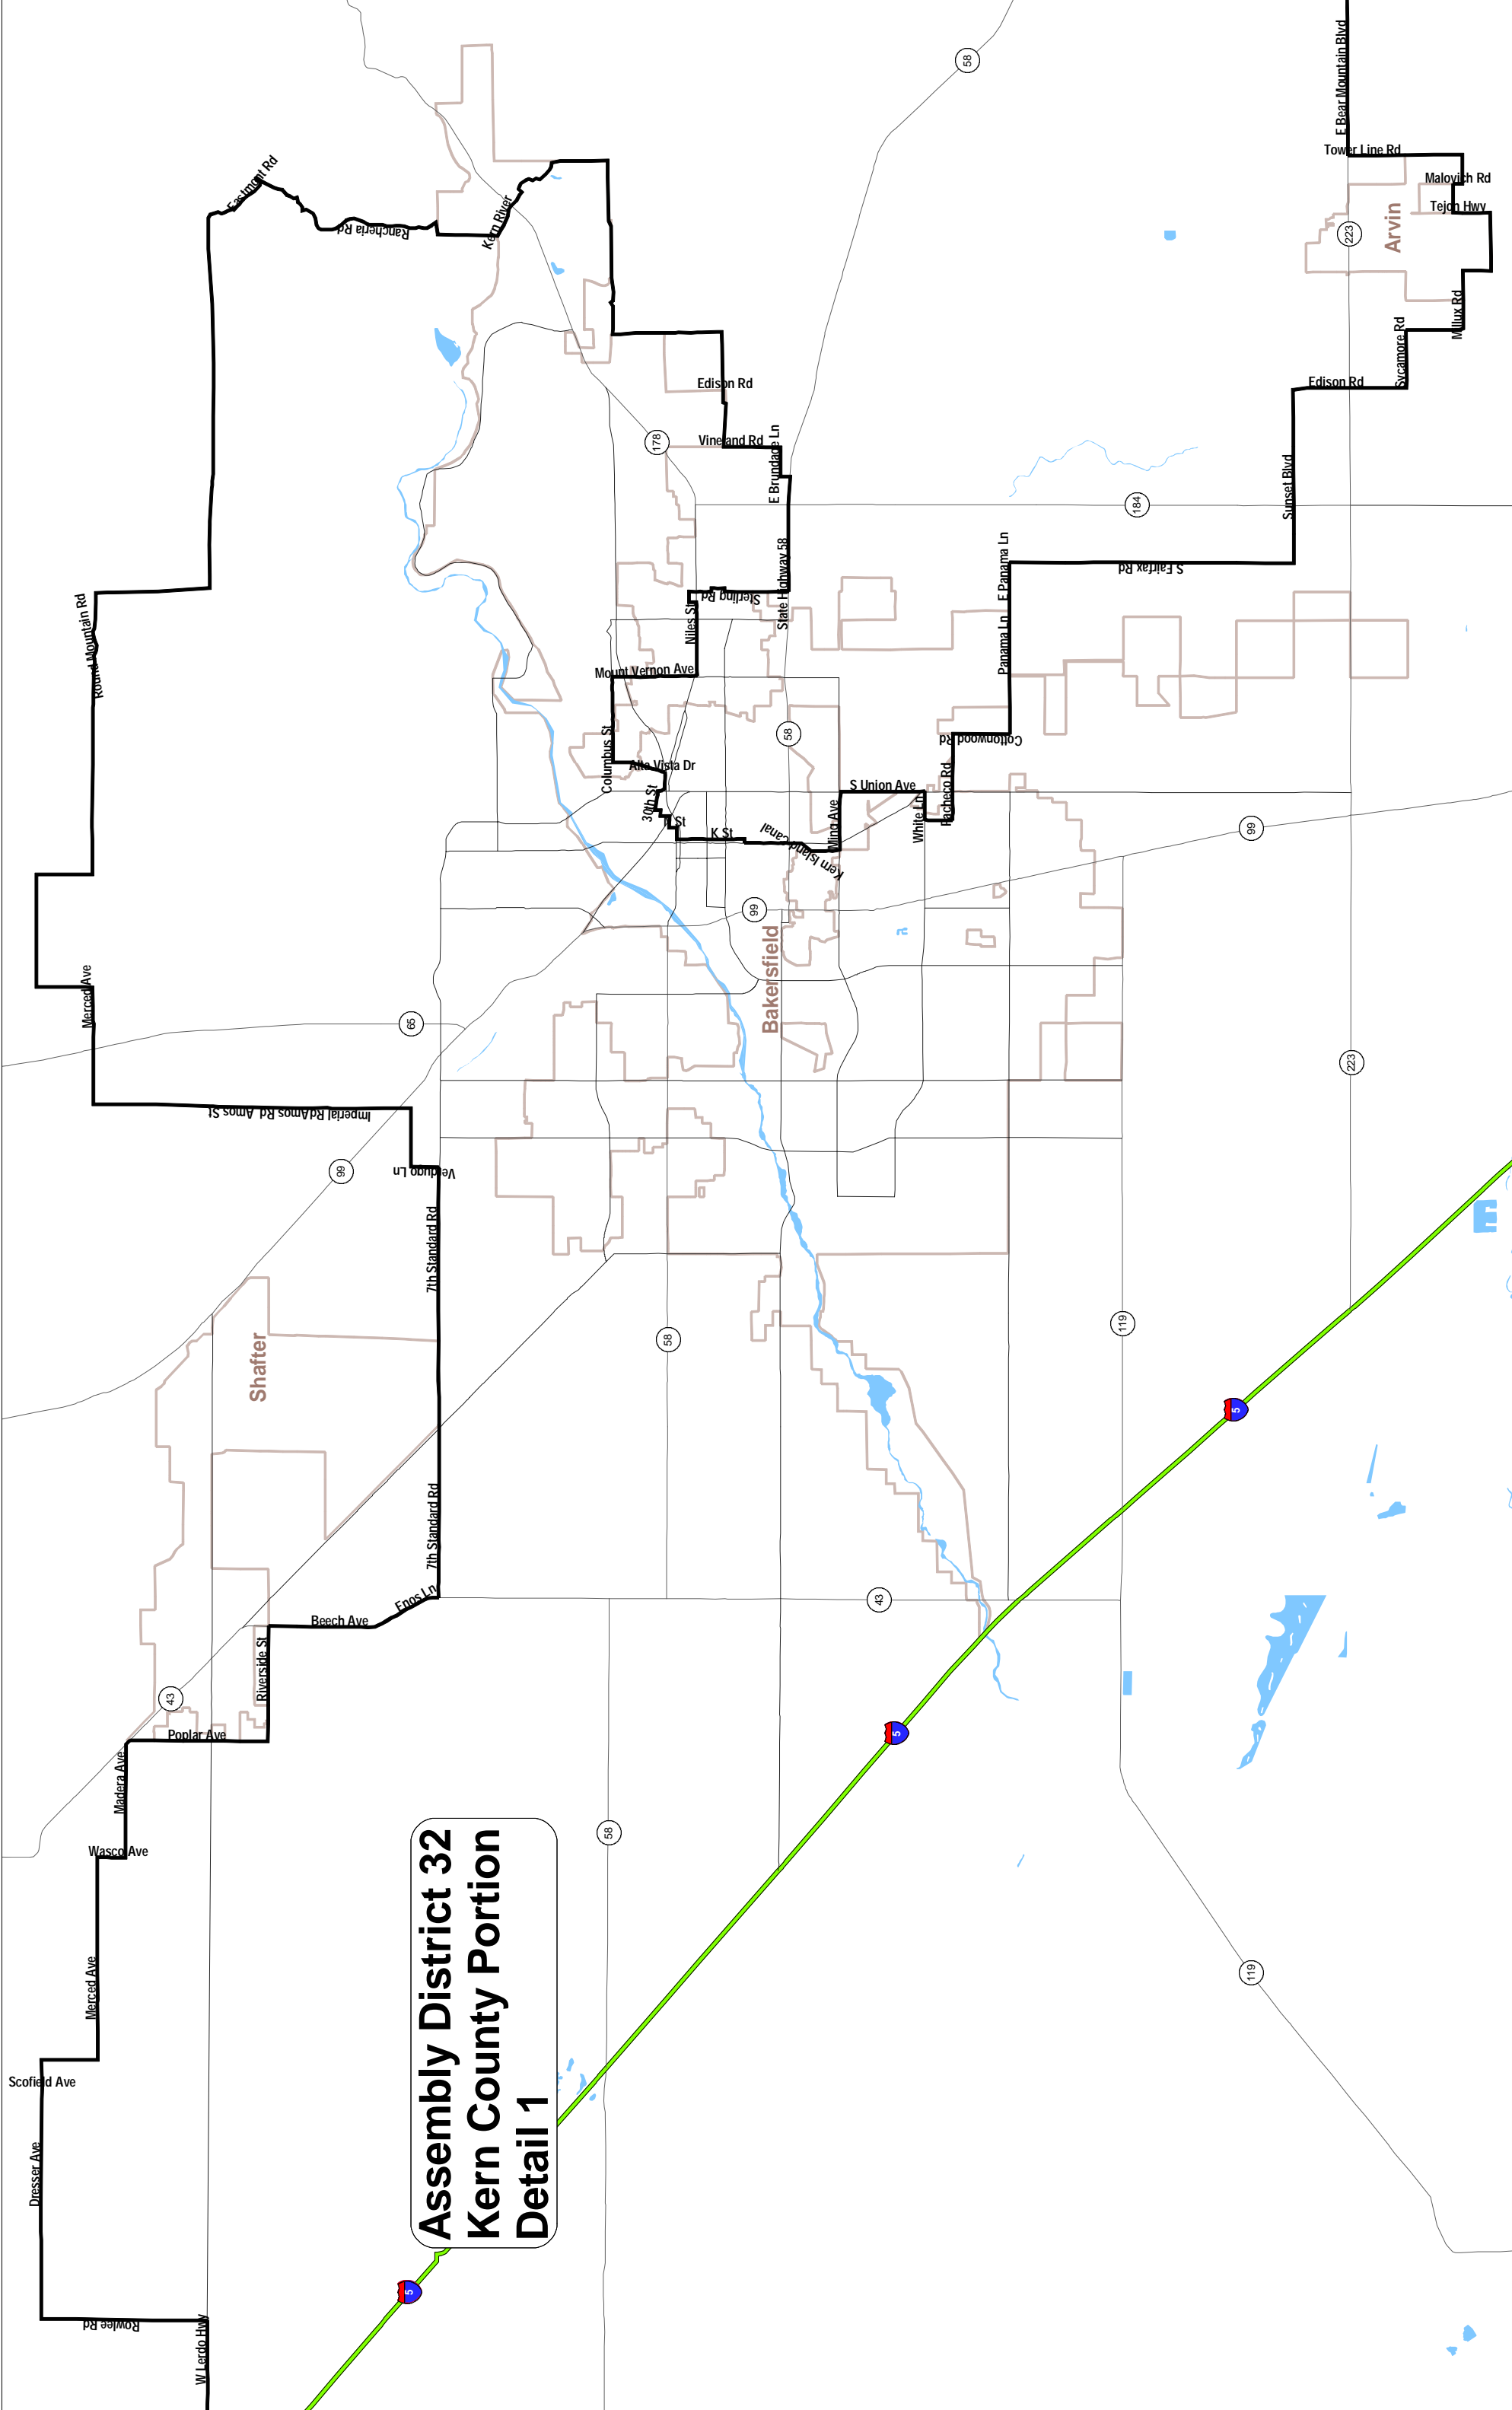 Assembly District 32
Kern County Portion
Detail 1
W Lerdo Hwy
Rowlee Rd
Dresser Ave
Scofield Ave
Merced Ave
Wasco Ave
Madera Ave
Poplar Ave
Riverside St
Beech Ave
Enos Ln
7th Standard Rd
7th Standard Rd
Verdugo Ln
Imperial Rd
Amos Rd
Amos St
Merced Ave
Round Mountain Rd
Eastmont Rd
Rancheria Rd
Kern River
Edison Rd
Vineland Rd
E Brundage Ln
State Highway 58
Sterling Rd
Niles St
Mount Vernon Ave
Columbus St
Alta Vista Dr
30th St
St
K St
Kern Island Canal
Ming Ave
S Union Ave
White Ln
Pacheco Rd
Cottonwood Rd
Panama Ln
E Panama Ln
S Fairfax Rd
Sunset Blvd
Edison Rd
Sycamore Rd
Millux Rd
Tejon Hwy
Malovich Rd
Tower Line Rd
E Bear Mountain Blvd
Shafter
Bakersfield
Arvin
5
5
5
43
43
58
58
58
58
65
99
99
99
119
119
178
184
223
223